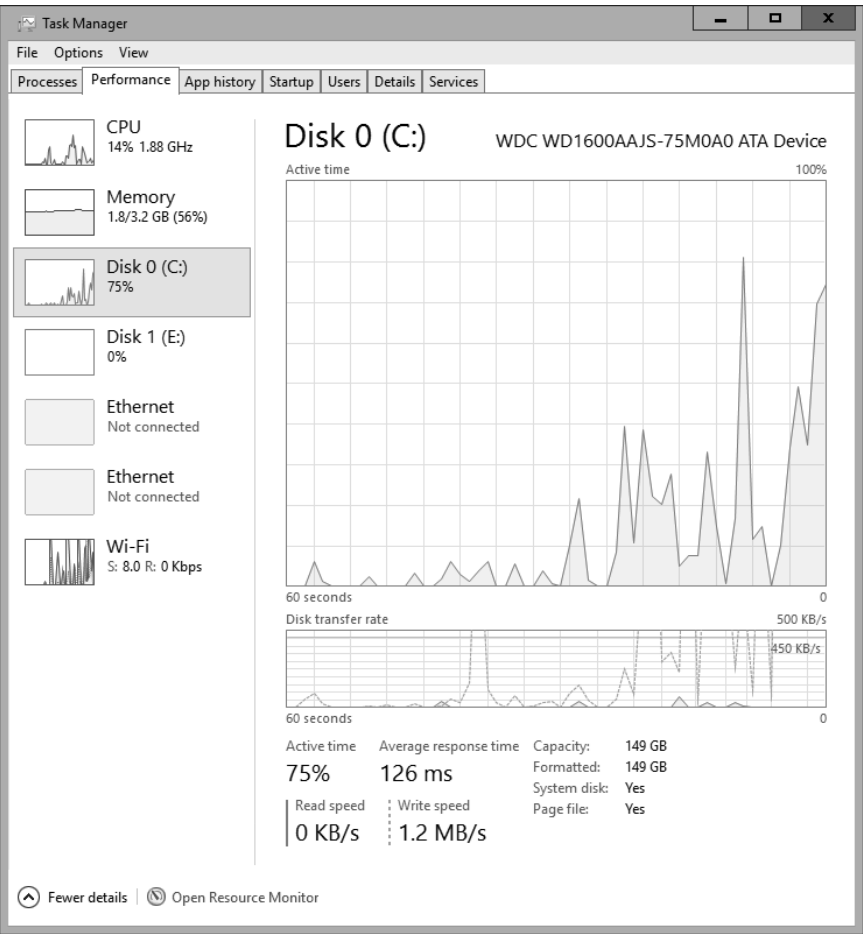 Task Manager
File Options View
Processes Performance App history Startup Users Details Services
CPU
14% 1.88 GHz
Memory
1.8/3.2 GB (56%)
Disk 0 (C:)
75%
Disk 1 (E:)
0%
Ethernet
Not connected
Ethernet
Not connected
Wi-Fi
S: 8.0 R: 0 Kbps
Disk 0 (C:) WDC WD1600AAJS-75M0A0 ATA Device
Active time 100%
60 seconds 0
Disk transfer rate 500 KB/s
450 KB/s
60 seconds 0
Active time Average response time
75% 126 ms
Read speed Write speed
0 KB/s 1.2 MB/s
Capacity: 149 GB
Formatted: 149 GB
System disk: Yes
Page file: Yes
Fewer details Open Resource Monitor